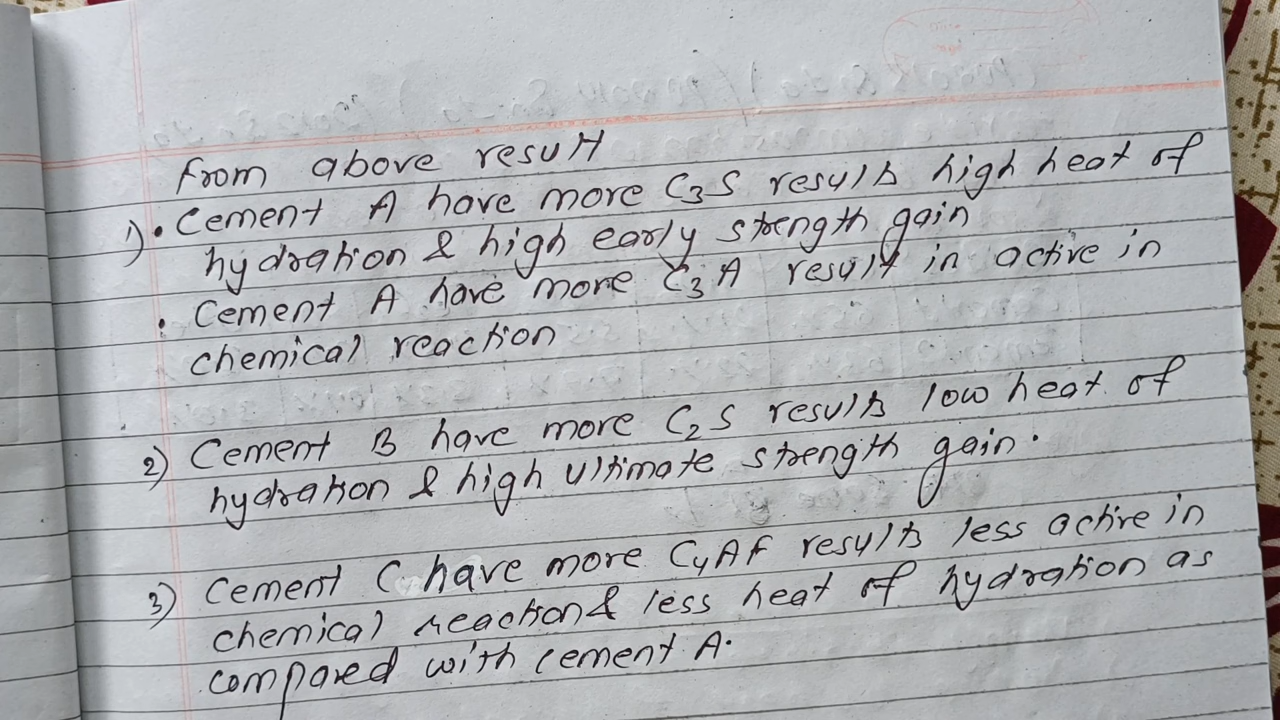 From above result
1) • Cement A have more C₃S results high heat of
hydration & high early strength gain
• Cement A have more C₃A result in active in
chemical reaction
2) Cement B have more C₂S results low heat of
hydration & high ultimate strength gain.
3) Cement C have more C₄AF results less active in
chemical reaction & less heat of hydration as
compared with cement A.